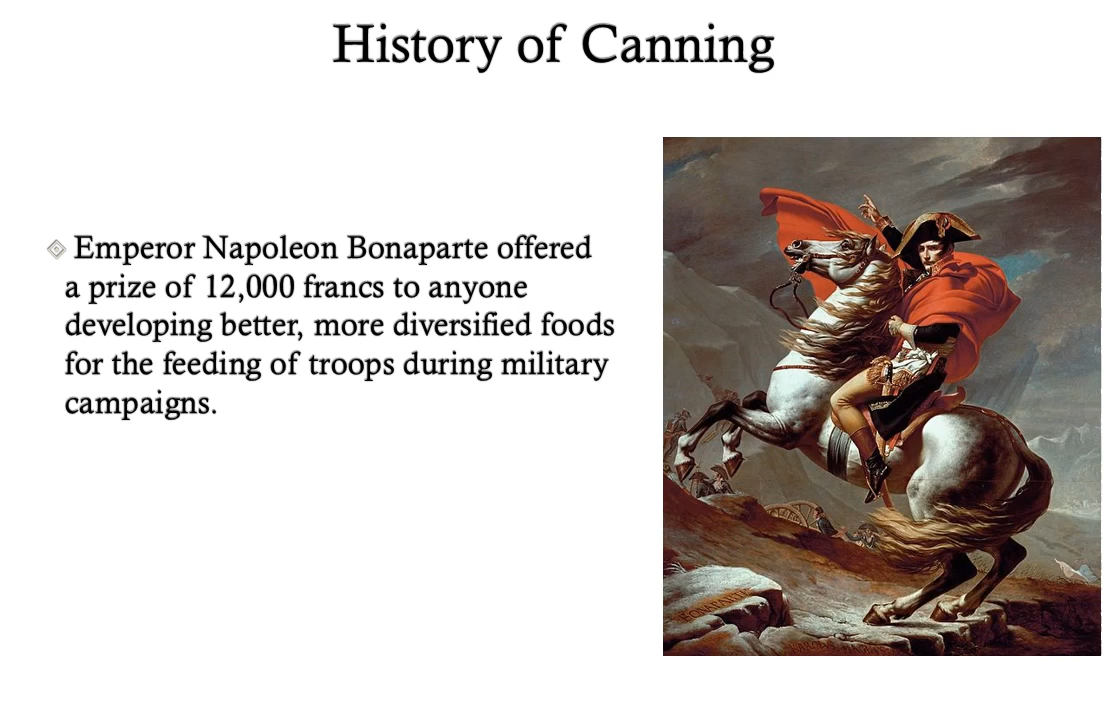 History of Canning
Emperor Napoleon Bonaparte offered
a prize of 12,000 francs to anyone
developing better, more diversified foods
for the feeding of troops during military
campaigns.
BONAPARTE